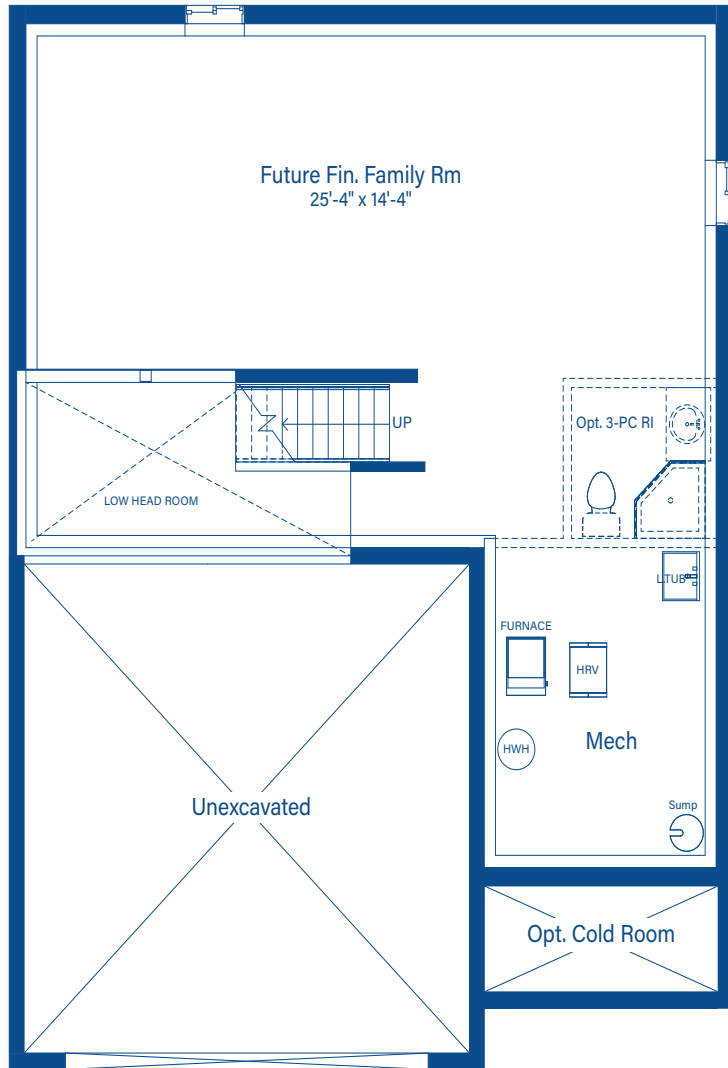 Future Fin. Family Rm
25'-4" x 14'-4"
UP
Opt. 3-PC RI
LOW HEAD ROOM
L.TUB
FURNACE
HRV
Mech
HWH
Unexcavated
Sump
Opt. Cold Room